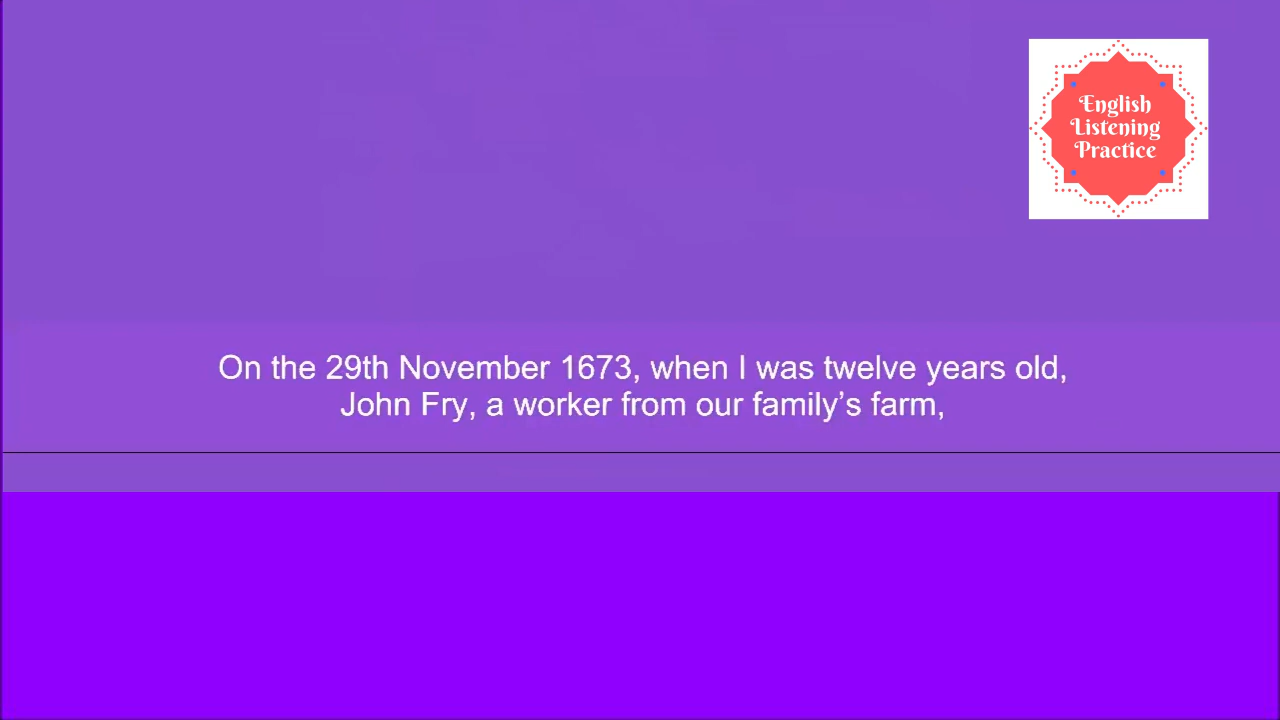 English
Listening
Practice
On the 29th November 1673, when I was twelve years old,
John Fry, a worker from our family’s farm,